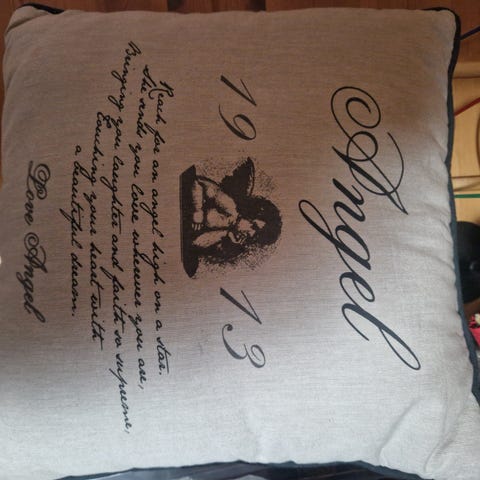 Angel
19 13
Reach for an angel high on a star.
She sends you love wherever you are,
Bringing you laughter and faith so supreme,
Touching your heart with
a beautiful dream.
Love Angel